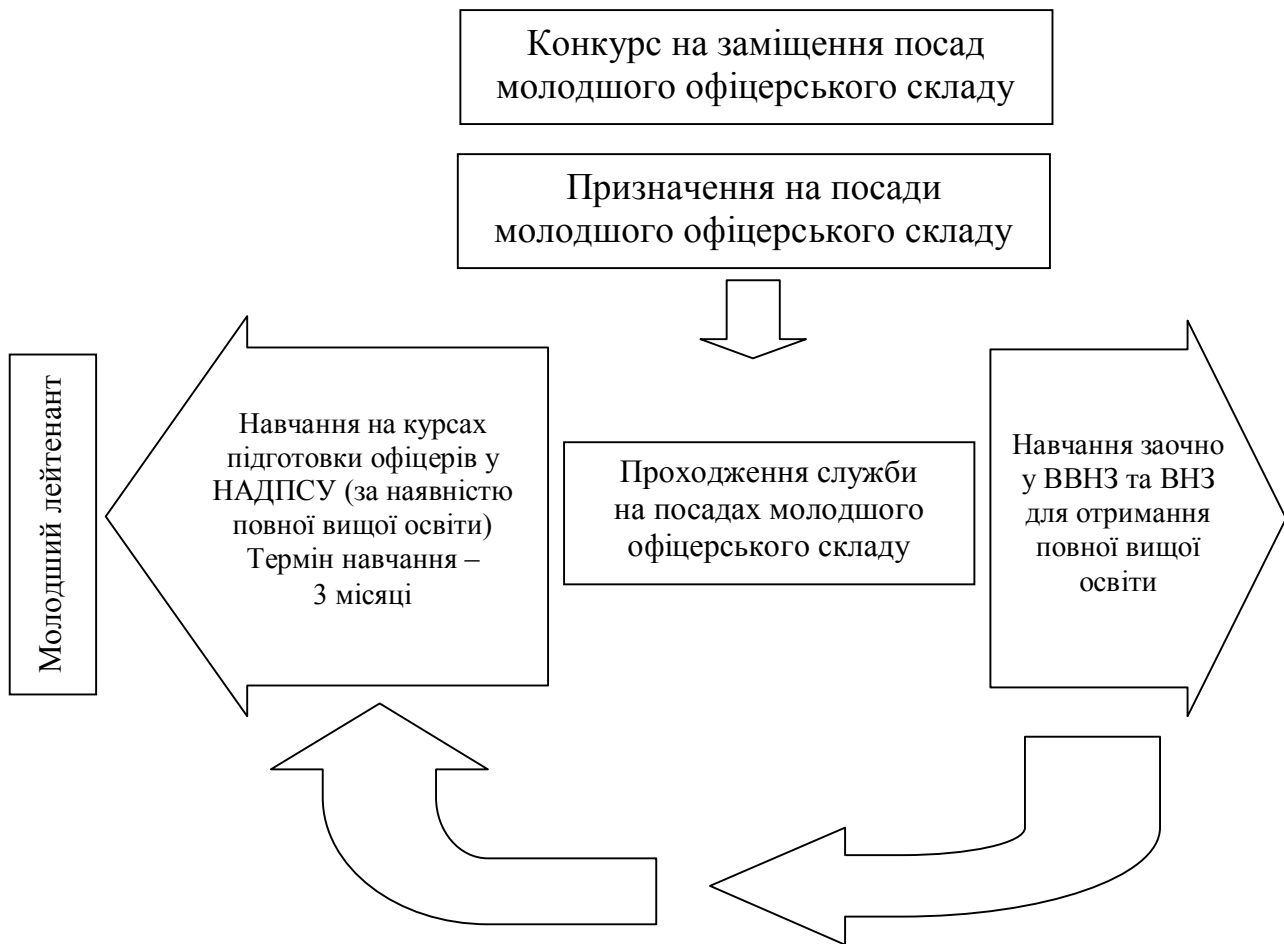 Конкурс на заміщення посад
молодшого офіцерського складу
Призначення на посади
молодшого офіцерського складу
Молодший лейтенант
Навчання на курсах
підготовки офіцерів у
НАДПСУ (за наявністю
повної вищої освіти)
Термін навчання –
3 місяці
Проходження служби
на посадах молодшого
офіцерського складу
Навчання заочно
у ВВНЗ та ВНЗ
для отримання
повної вищої
освіти